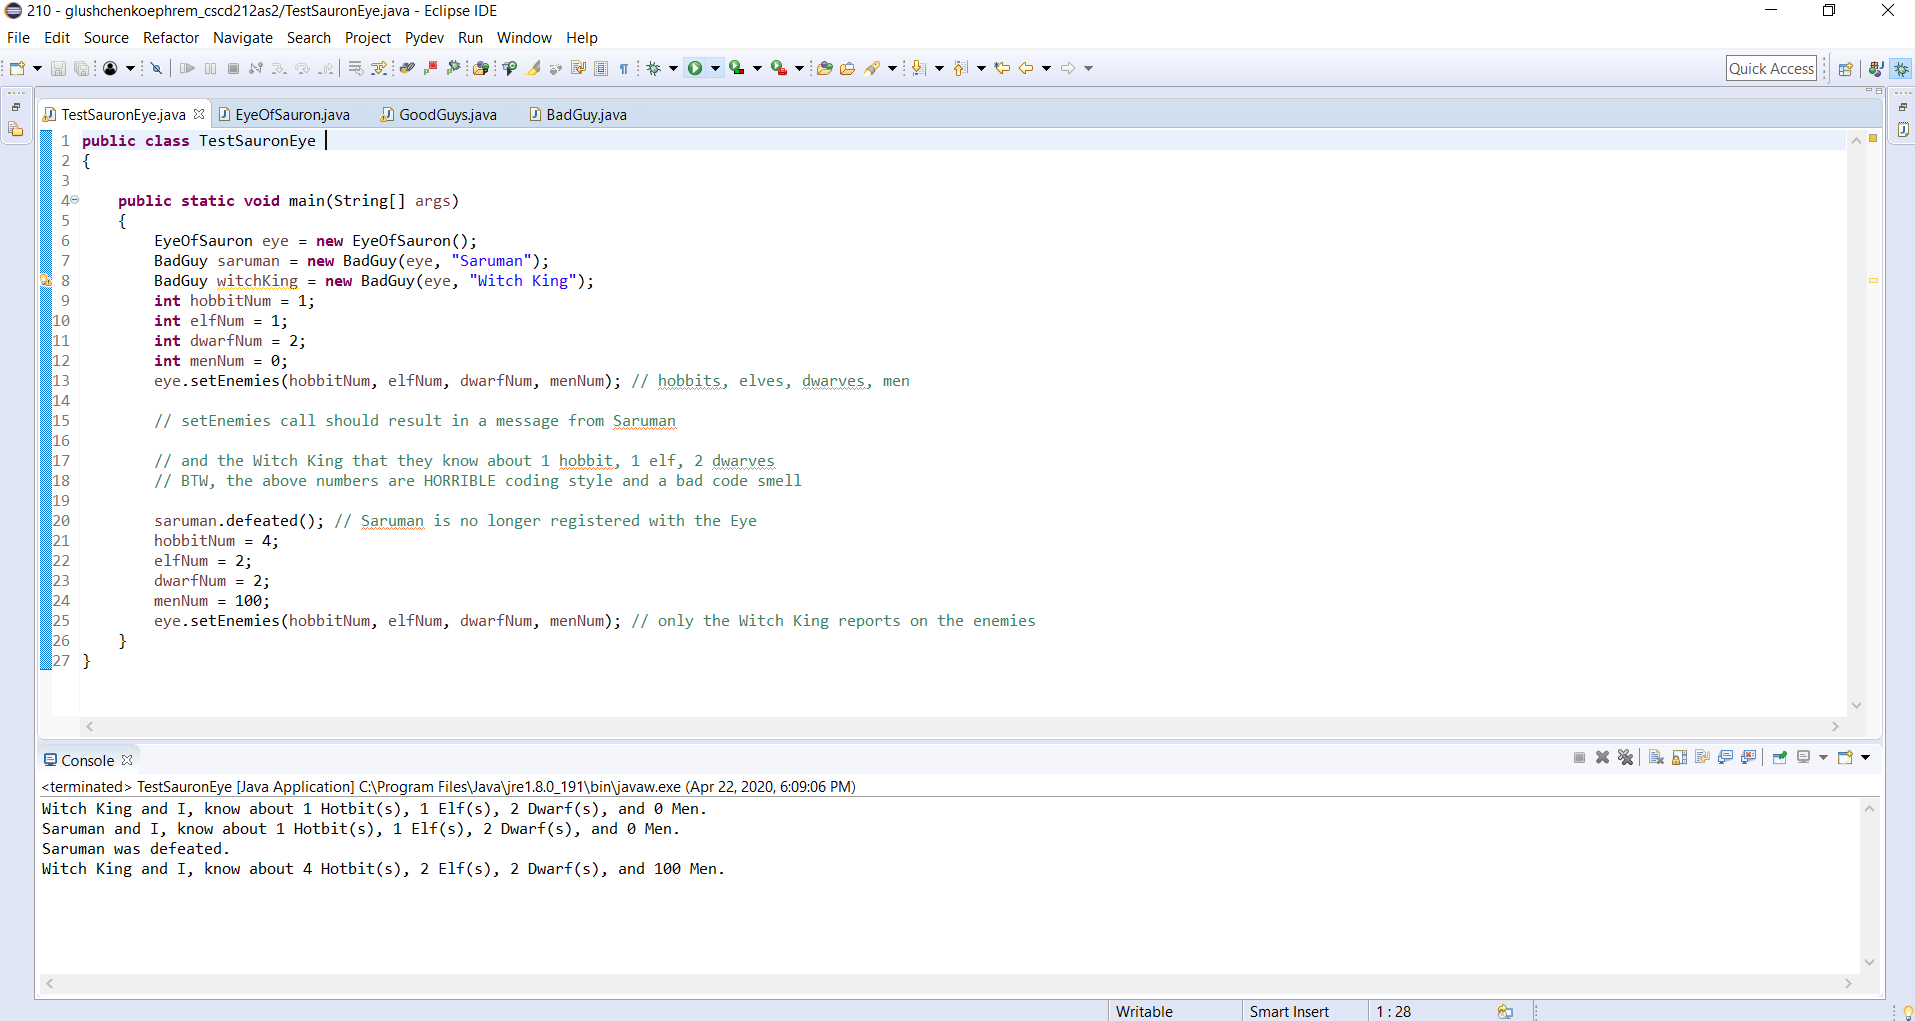 210 - glushchenkoephrem_cscd212as2/TestSauronEye.java - Eclipse IDE
File Edit Source Refactor Navigate Search Project Pydev Run Window Help
Quick Access
TestSauronEye.java EyeOfSauron.java GoodGuys.java BadGuy.java
1 public class TestSauronEye
2 {
3
4 public static void main(String[] args)
5 {
6 EyeOfSauron eye = new EyeOfSauron();
7 BadGuy saruman = new BadGuy(eye, "Saruman");
8 BadGuy witchKing = new BadGuy(eye, "Witch King");
9 int hobbitNum = 1;
10 int elfNum = 1;
11 int dwarfNum = 2;
12 int menNum = 0;
13 eye.setEnemies(hobbitNum, elfNum, dwarfNum, menNum); // hobbits, elves, dwarves, men
14
15 // setEnemies call should result in a message from Saruman
16
17 // and the Witch King that they know about 1 hobbit, 1 elf, 2 dwarves
18 // BTW, the above numbers are HORRIBLE coding style and a bad code smell
19
20 saruman.defeated(); // Saruman is no longer registered with the Eye
21 hobbitNum = 4;
22 elfNum = 2;
23 dwarfNum = 2;
24 menNum = 100;
25 eye.setEnemies(hobbitNum, elfNum, dwarfNum, menNum); // only the Witch King reports on the enemies
26 }
27 }
Console
<terminated> TestSauronEye [Java Application] C:\Program Files\Java\jre1.8.0_191\bin\javaw.exe (Apr 22, 2020, 6:09:06 PM)
Witch King and I, know about 1 Hotbit(s), 1 Elf(s), 2 Dwarf(s), and 0 Men.
Saruman and I, know about 1 Hotbit(s), 1 Elf(s), 2 Dwarf(s), and 0 Men.
Saruman was defeated.
Witch King and I, know about 4 Hotbit(s), 2 Elf(s), 2 Dwarf(s), and 100 Men.
Writable Smart Insert 1 : 28